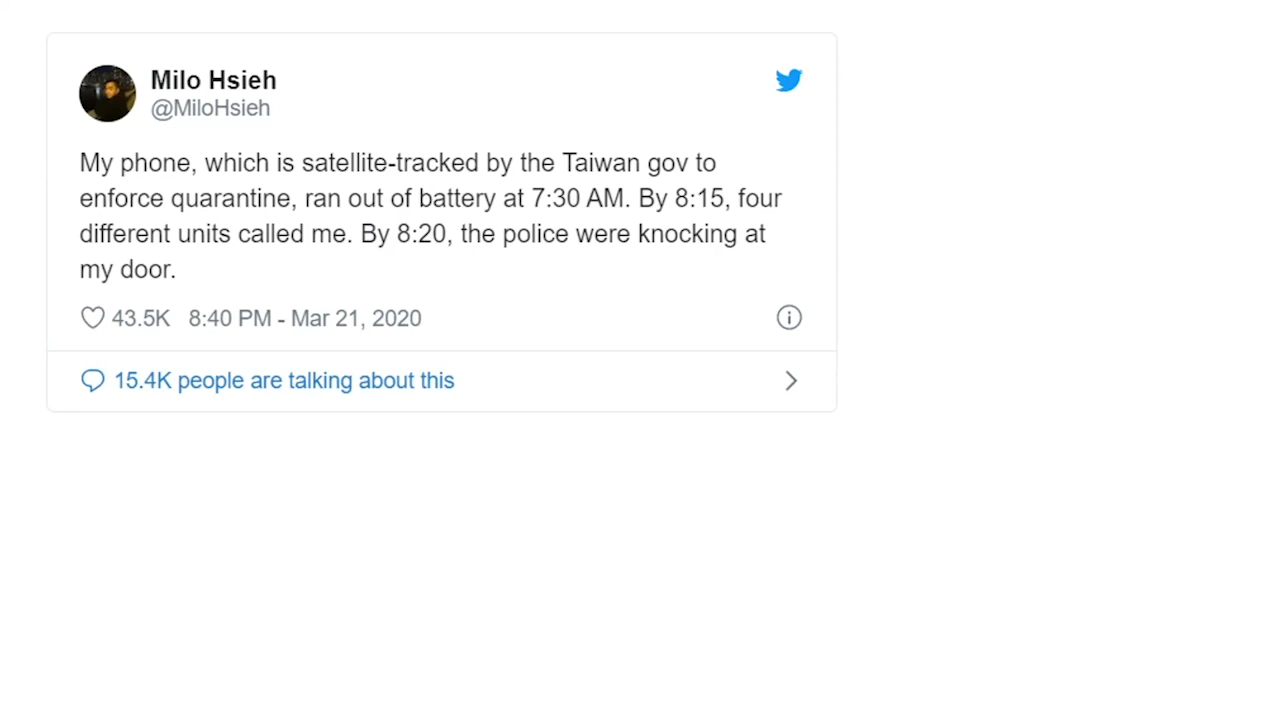 Milo Hsieh
@MiloHsieh
My phone, which is satellite-tracked by the Taiwan gov to
enforce quarantine, ran out of battery at 7:30 AM. By 8:15, four
different units called me. By 8:20, the police were knocking at
my door.
43.5K 8:40 PM - Mar 21, 2020
15.4K people are talking about this